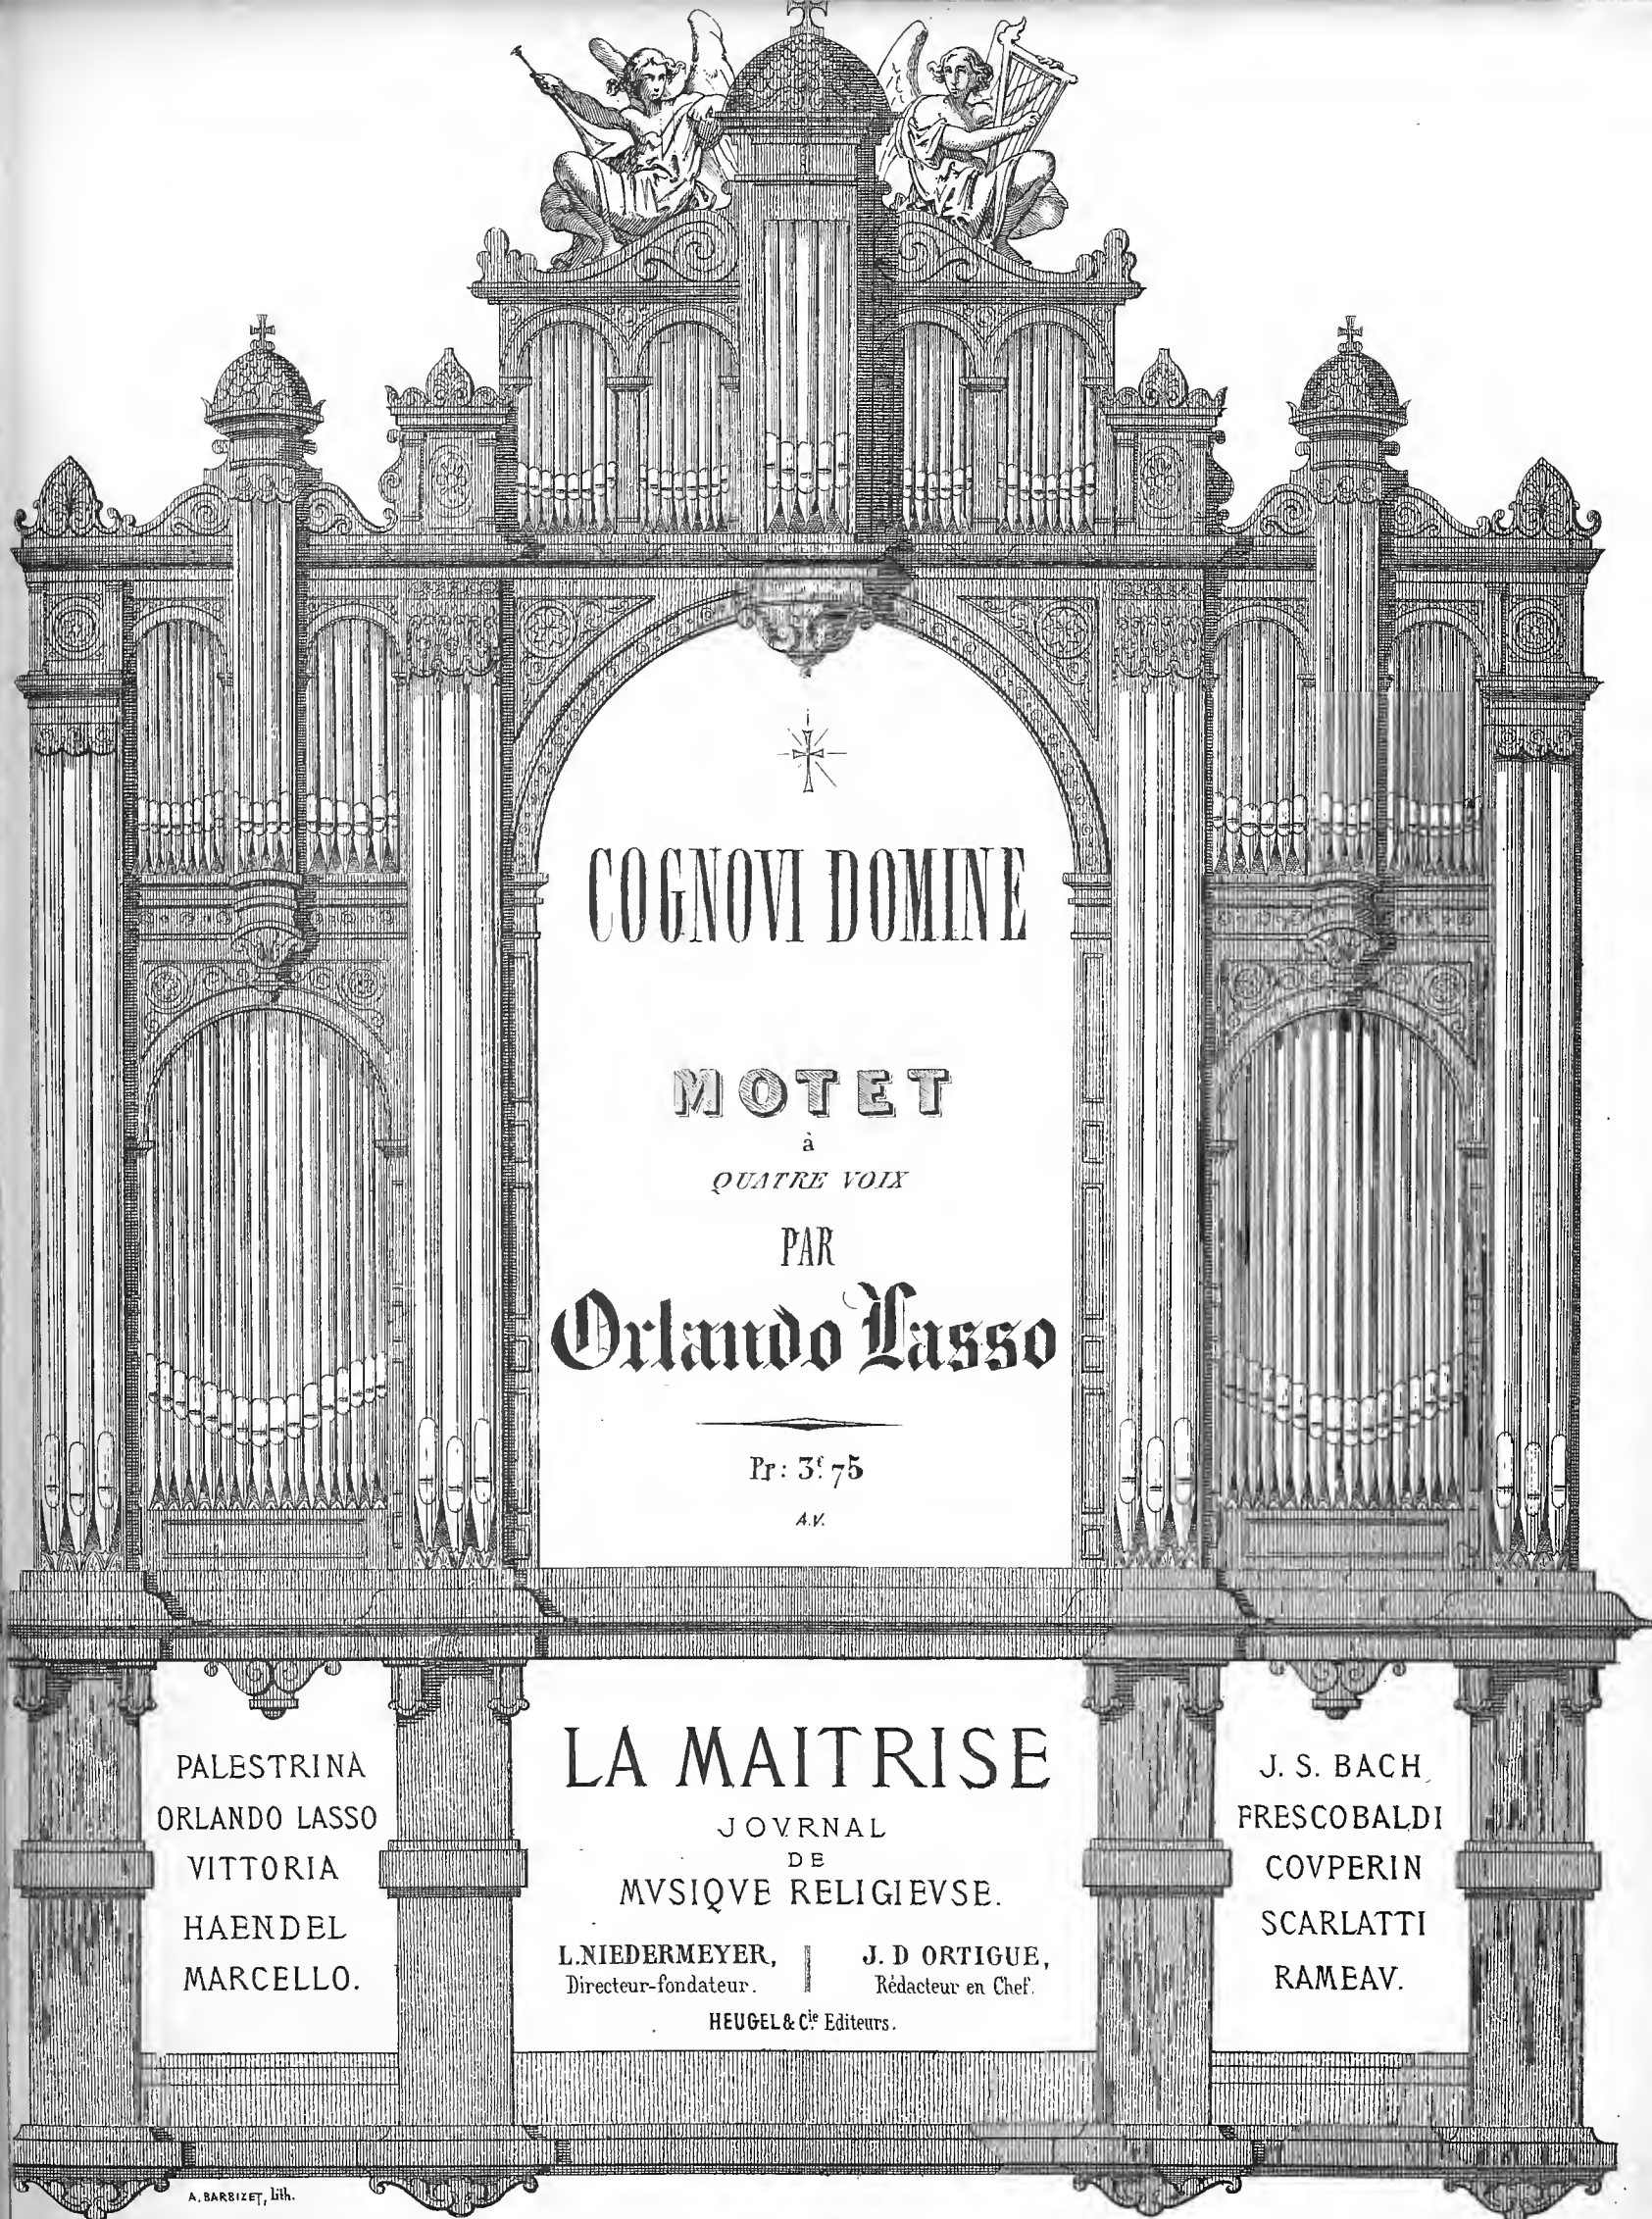 COGNOVI DOMINE
MOTET
à
QUATRE VOIX
PAR
Orlando Lasso
Pr: 3f. 75
A.V.
PALESTRINA
ORLANDO LASSO
VITTORIA
HAENDEL
MARCELLO.
LA MAITRISE
JOVRNAL
DE
MVSIQVE RELIGIEVSE.
L. NIEDERMEYER,
Directeur-fondateur.
J. D ORTIGUE,
Rédacteur en Chef.
HEUGEL & Cie. Editeurs.
J. S. BACH
FRESCOBALDI
COVPERIN
SCARLATTI
RAMEAV.
A. BARBIZET, lith.